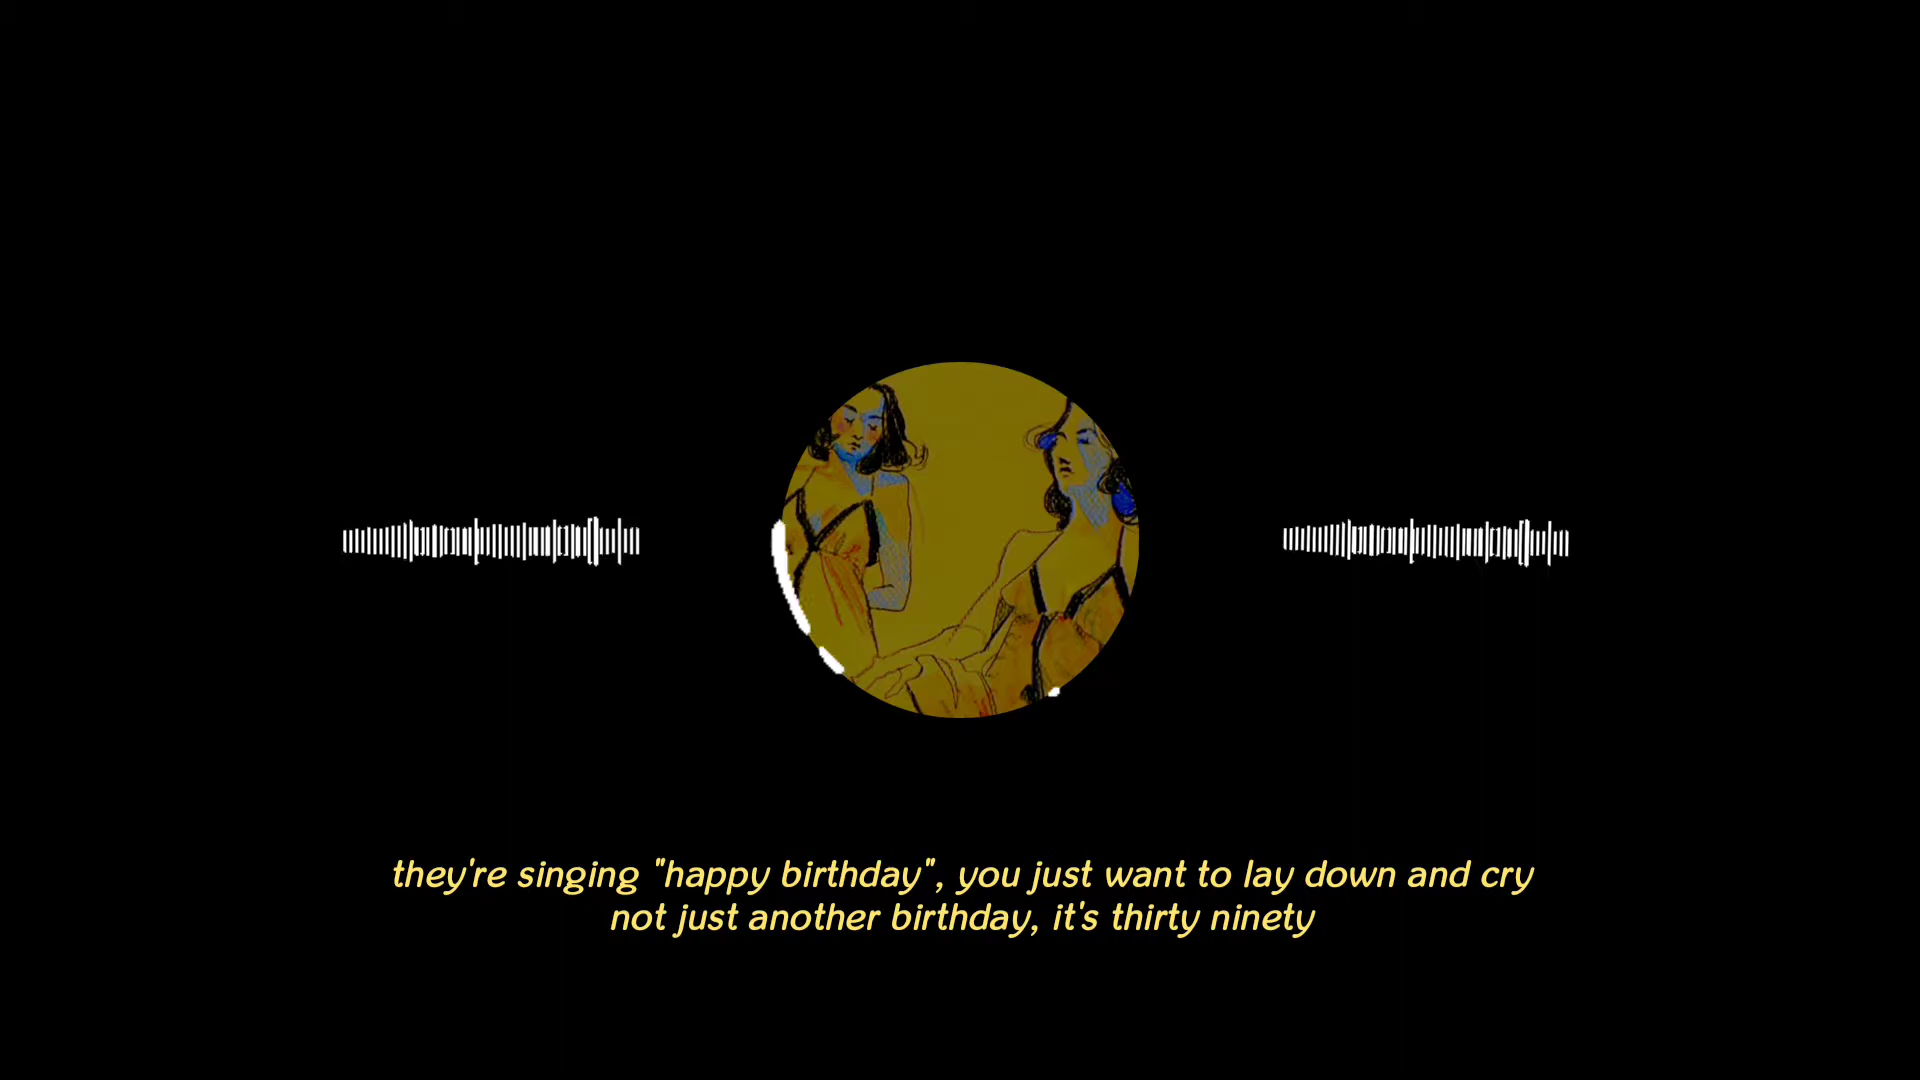 they're singing "happy birthday", you just want to lay down and cry
not just another birthday, it's thirty ninety